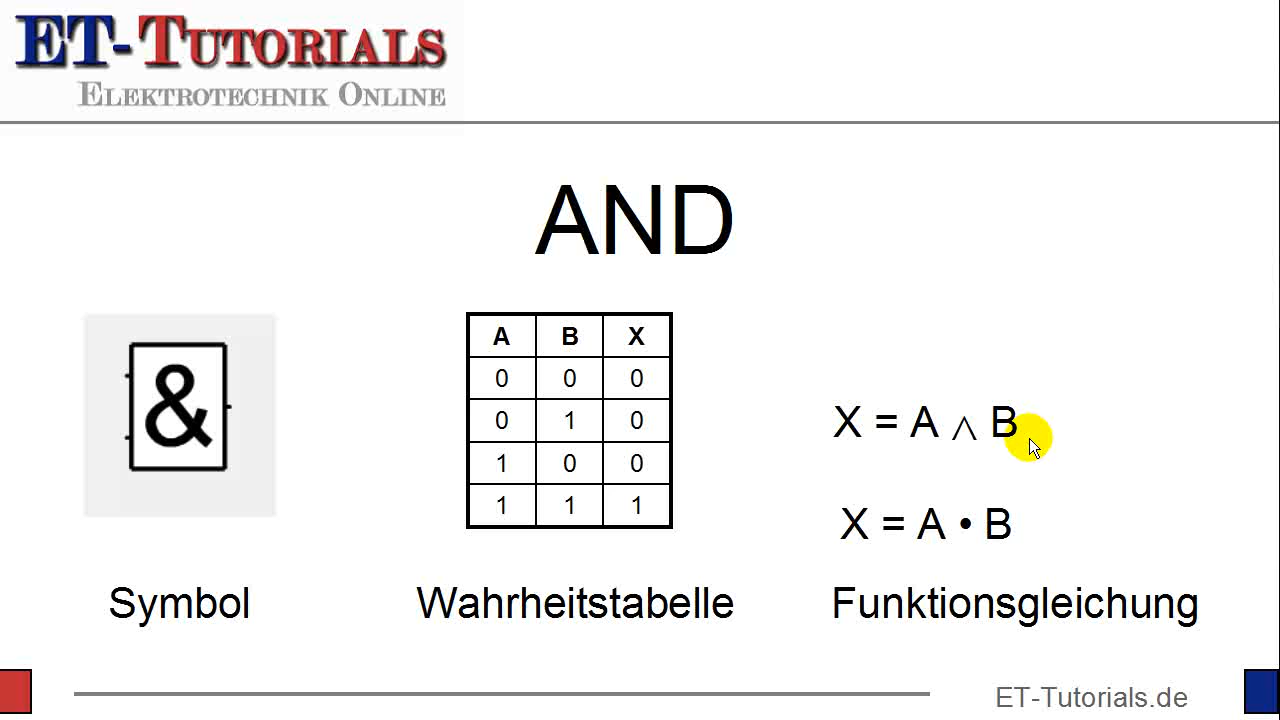 ET-TUTORIALS
ELEKTROTECHNIK ONLINE
AND
&
A B X
0 0 0
0 1 0
1 0 0
1 1 1
X = A ∧ B
X = A • B
Symbol
Wahrheitstabelle
Funktionsgleichung
ET-Tutorials.de